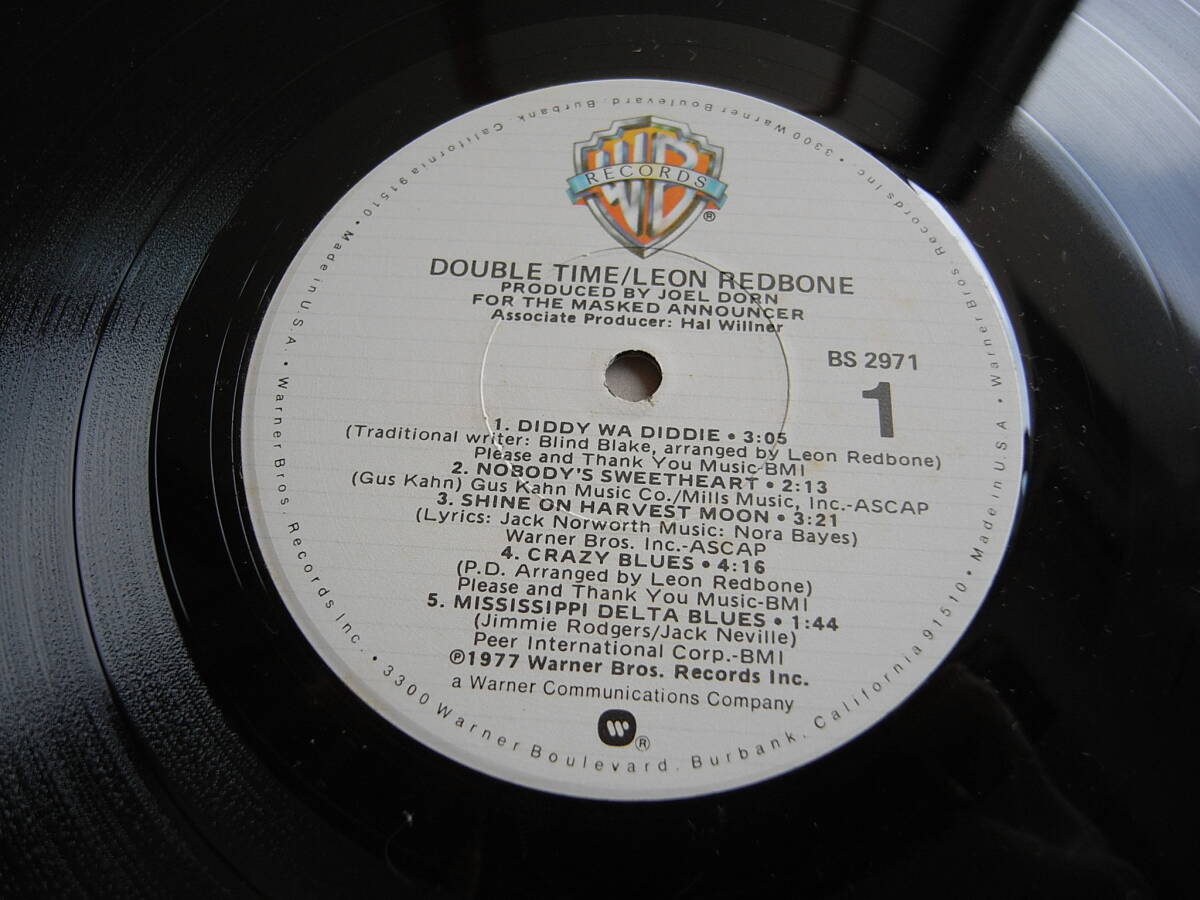 WB
RECORDS
®
DOUBLE TIME/LEON REDBONE
PRODUCED BY JOEL DORN
FOR THE MASKED ANNOUNCER
Associate Producer: Hal Willner
BS 2971
1
1. DIDDY WA DIDDIE • 3:05
(Traditional writer: Blind Blake, arranged by Leon Redbone)
Please and Thank You Music-BMI
2. NOBODY'S SWEETHEART • 2:13
(Gus Kahn) Gus Kahn Music Co./Mills Music, Inc.-ASCAP
3. SHINE ON HARVEST MOON • 3:21
(Lyrics: Jack Norworth Music: Nora Bayes)
Warner Bros. Inc.-ASCAP
4. CRAZY BLUES • 4:16
(P.D. Arranged by Leon Redbone)
Please and Thank You Music-BMI
5. MISSISSIPPI DELTA BLUES • 1:44
(Jimmie Rodgers/Jack Neville)
Peer International Corp.-BMI
℗1977 Warner Bros. Records Inc.
a Warner Communications Company
®
Warner Bros. Records Inc. • 3300 Warner Boulevard, Burbank, California 91510 • Made in U.S.A. • Warner Bros. Records Inc. • 3300 Warner Boulevard, Burbank, California 91510 • Made in U.S.A •